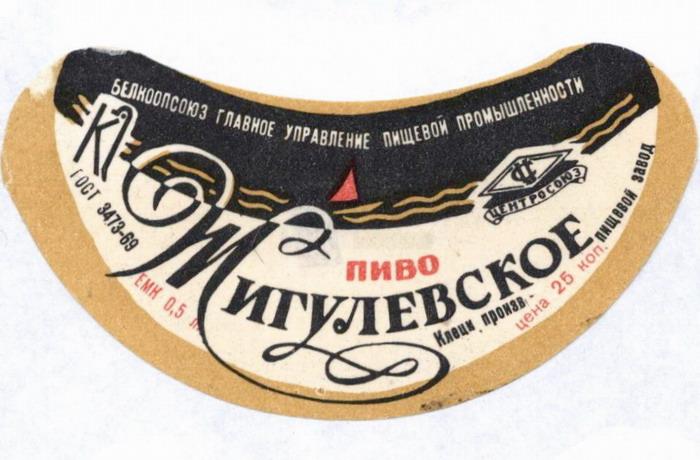 БЕЛКООПСОЮЗ ГЛАВНОЕ УПРАВЛЕНИЕ ПИЩЕВОЙ ПРОМЫШЛЕННОСТИ
КП
ЦЕНТРОСОЮЗ
ГОСТ 3473-69
ЕМК 0,5 л.
ПИВО
ЖИГУЛЕВСКОЕ
Клецк. произв. пищевой завод
цена 25 коп.